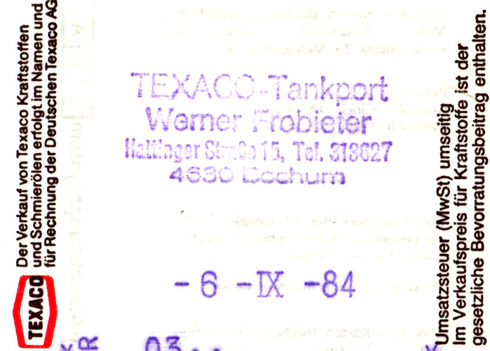 Der Verkauf von Texaco Kraftstoffen
und Schmierölen erfolgt im Namen und
für Rechnung der Deutschen Texaco AG
TEXACO
TEXACO-Tankport
Werner Frobieter
Hattinger Straße 15, Tel. 313627
4630 Bochum
- 6 -IX -84
03..
Umsatzsteuer (MwSt) umseitig
Im Verkaufspreis für Kraftstoffe ist der
gesetzliche Bevorratungsbeitrag enthalten.